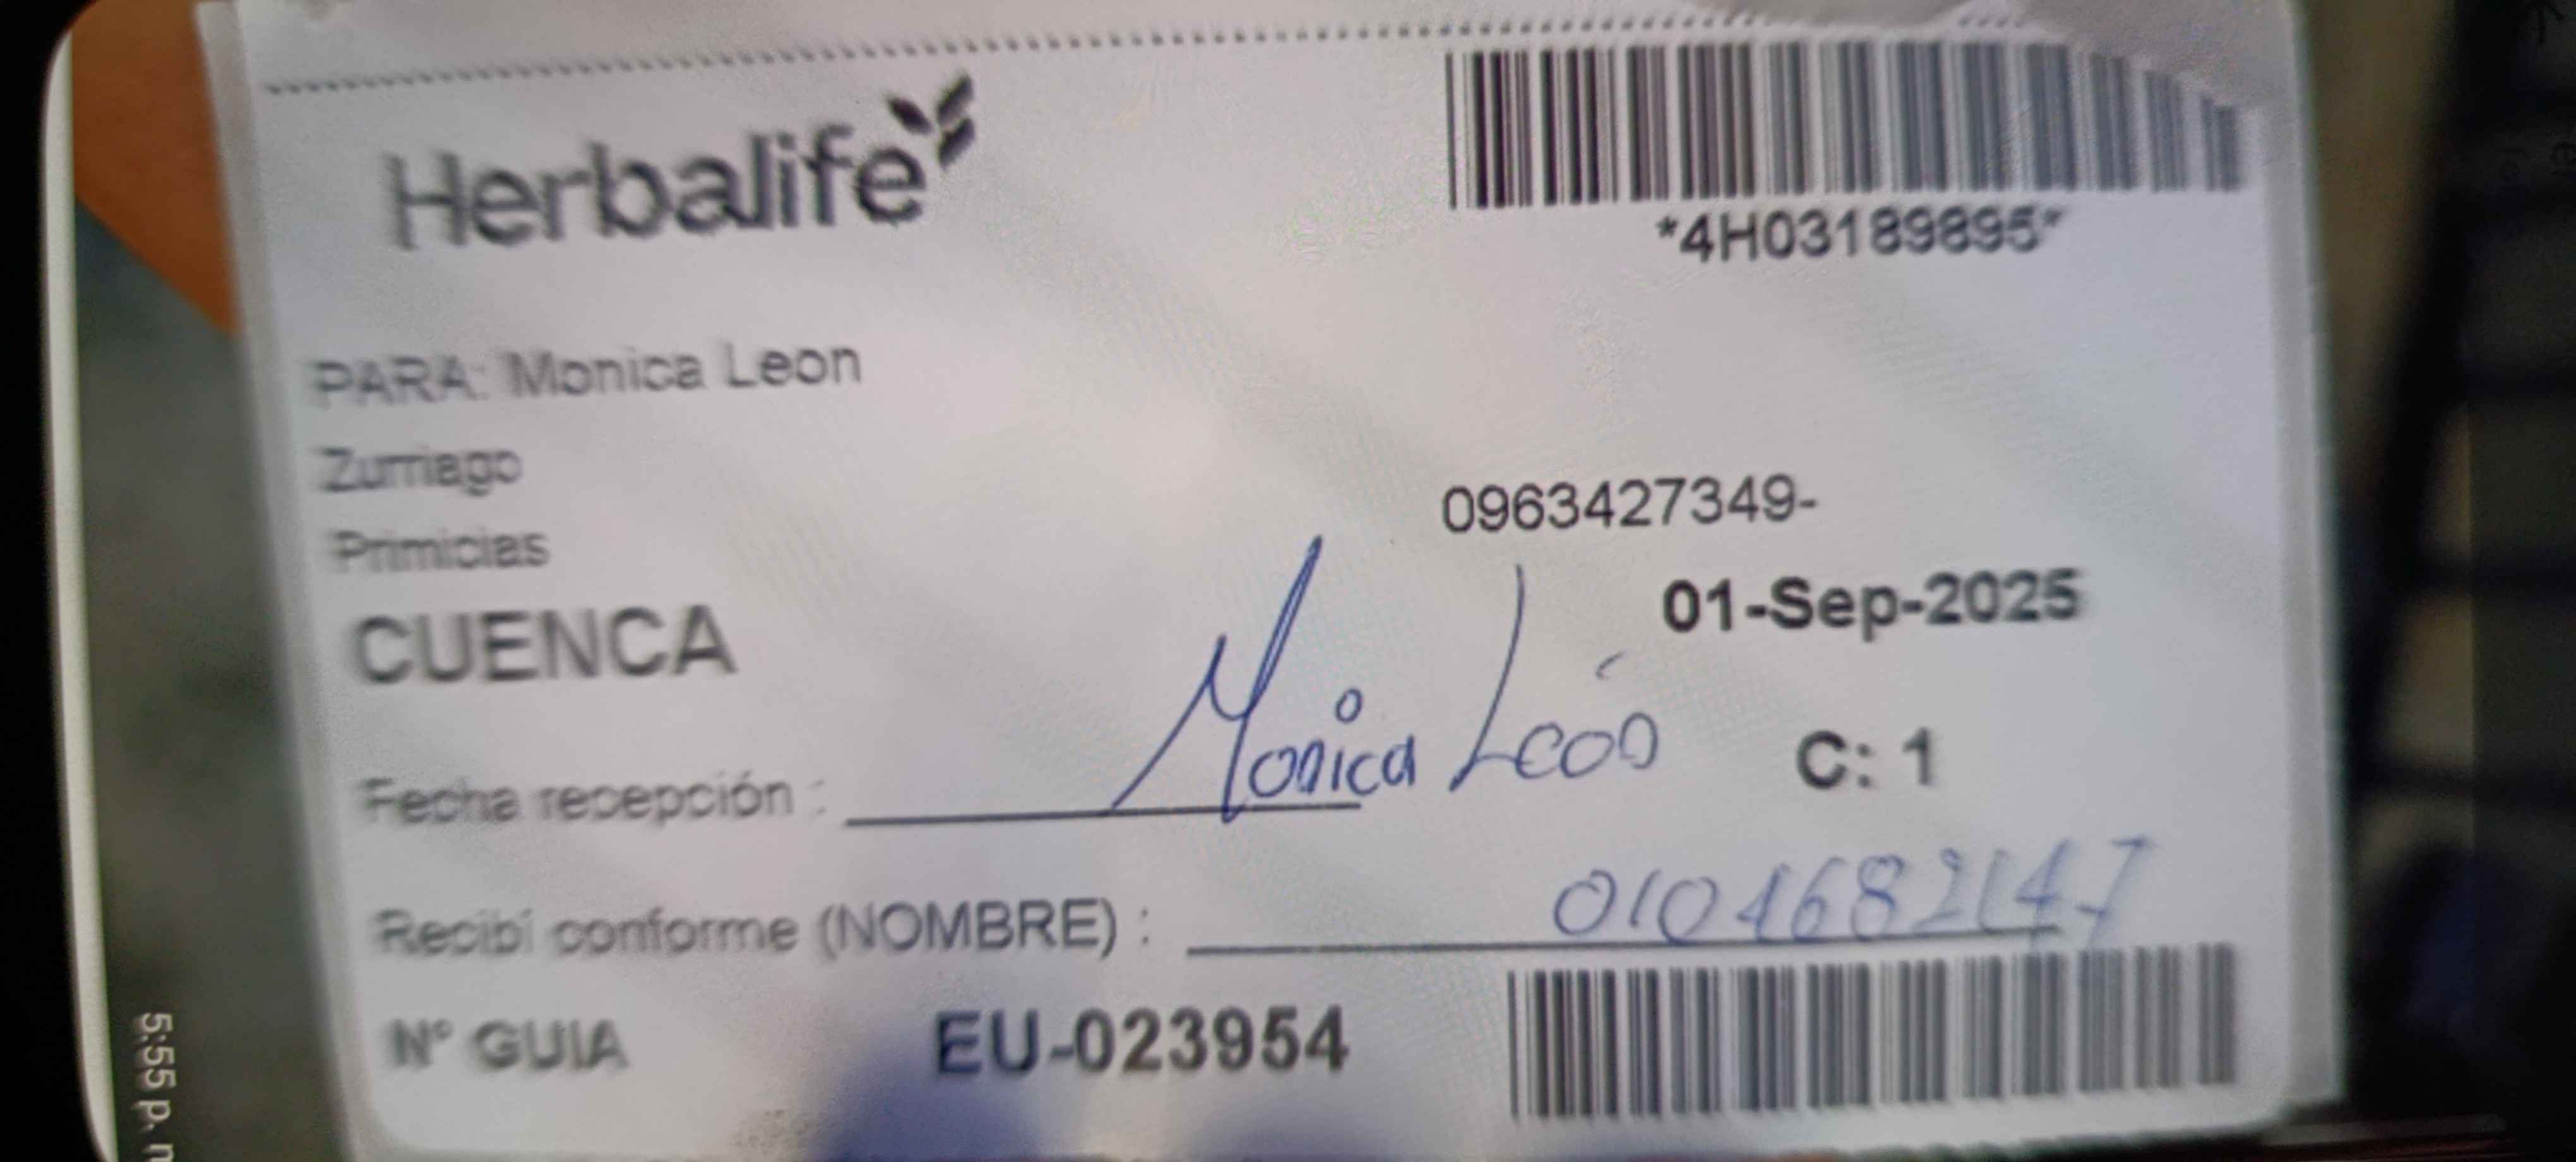 Herbalife
*4H03189895*
PARA: Monica Leon
Zurriago
0963427349-
Primicias
01-Sep-2025
CUENCA
Monica León
C: 1
Fecha recepción :
0104682147
Recibí conforme (NOMBRE) :
N° GUIA EU-023954
5:55 p. m